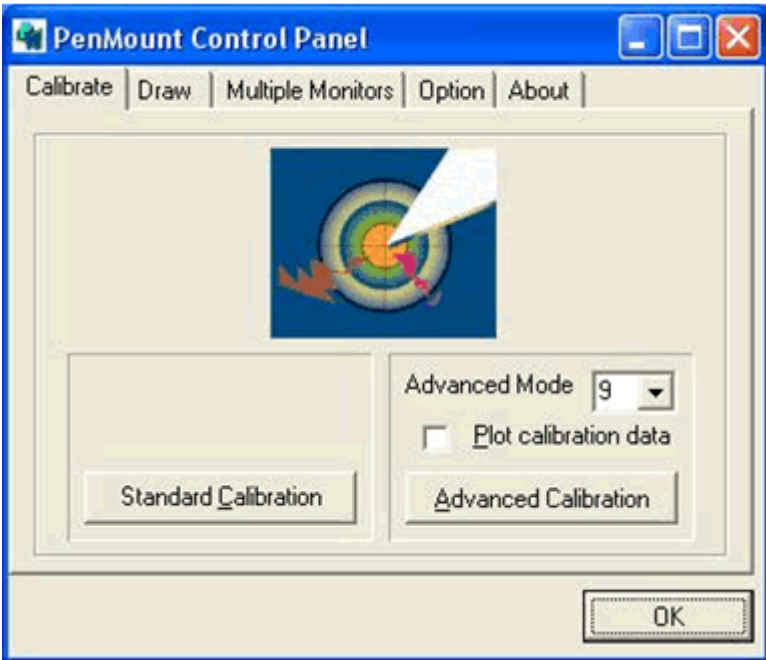 PenMount Control Panel
Calibrate Draw Multiple Monitors Option About
Advanced Mode 9
Plot calibration data
Standard Calibration Advanced Calibration
OK